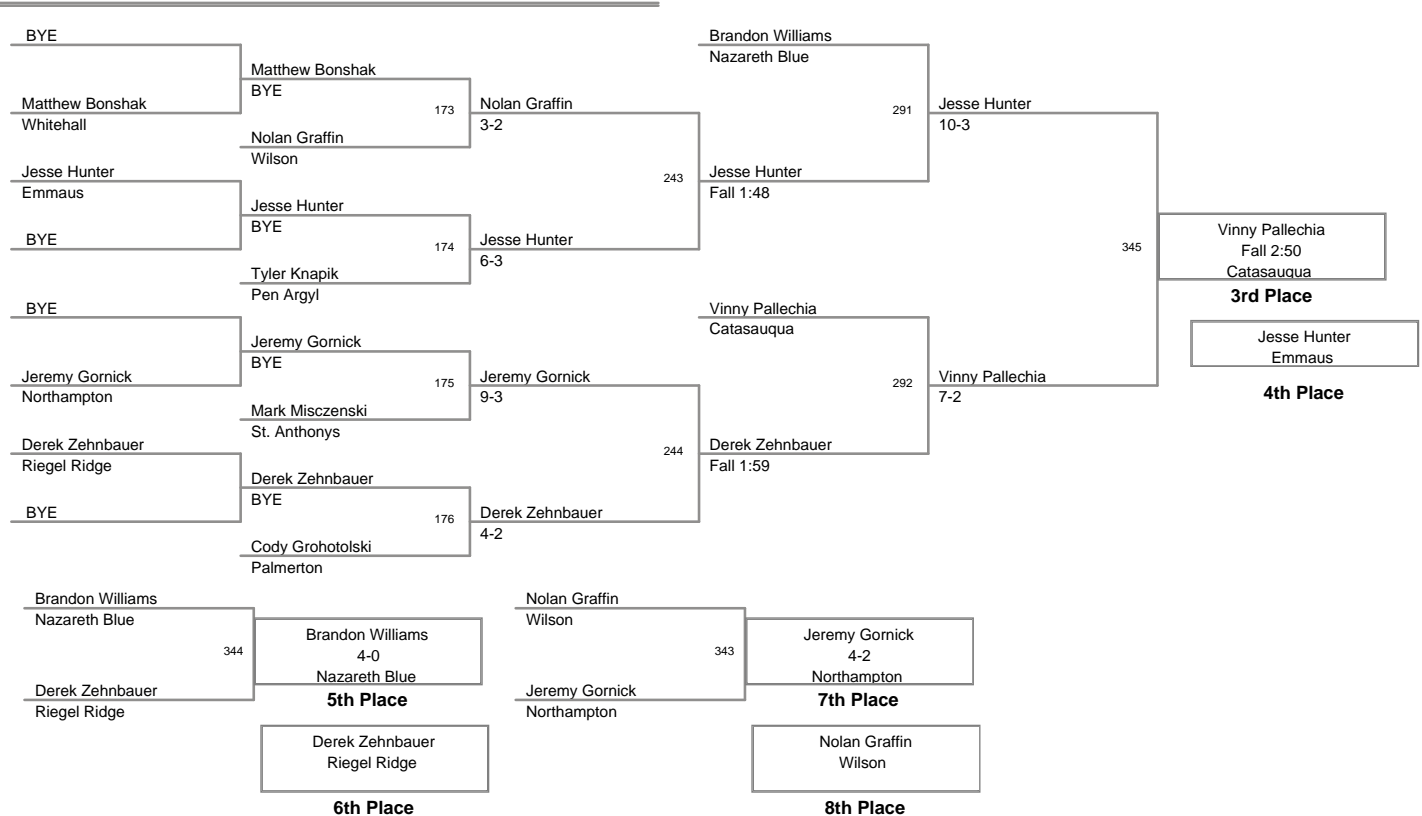 BYE
Matthew Bonshak
Whitehall
Jesse Hunter
Emmaus
BYE
BYE
Jeremy Gornick
Northampton
Derek Zehnbauer
Riegel Ridge
BYE
Matthew Bonshak
BYE
173
Nolan Graffin
Wilson
Jesse Hunter
BYE
174
Tyler Knapik
Pen Argyl
Jeremy Gornick
BYE
175
Mark Misczenski
St. Anthonys
Derek Zehnbauer
BYE
176
Cody Grohotolski
Palmerton
Nolan Graffin
3-2
243
Jesse Hunter
6-3
Jeremy Gornick
9-3
244
Derek Zehnbauer
4-2
Brandon Williams
Nazareth Blue
291
Jesse Hunter
Fall 1:48
Vinny Pallechia
Catasauqua
292
Derek Zehnbauer
Fall 1:59
Jesse Hunter
10-3
345
Vinny Pallechia
7-2
Vinny Pallechia
Fall 2:50
Catasauqua
3rd Place
Jesse Hunter
Emmaus
4th Place
Brandon Williams
Nazareth Blue
344
Derek Zehnbauer
Riegel Ridge
Brandon Williams
4-0
Nazareth Blue
5th Place
Derek Zehnbauer
Riegel Ridge
6th Place
Nolan Graffin
Wilson
343
Jeremy Gornick
Northampton
Jeremy Gornick
4-2
Northampton
7th Place
Nolan Graffin
Wilson
8th Place